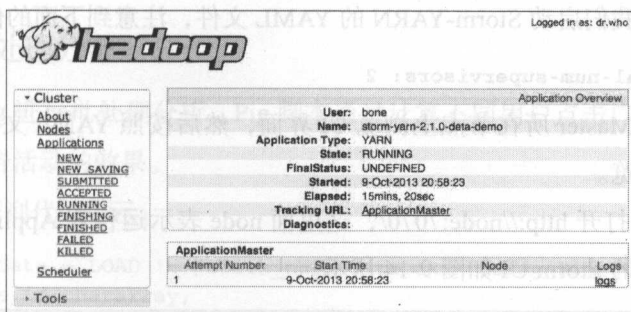 Logged in as: dr.who
hadoop
Cluster
About
Nodes
Applications
NEW
NEW_SAVING
SUBMITTED
ACCEPTED
RUNNING
FINISHING
FINISHED
FAILED
KILLED
Scheduler
Tools
Application Overview
User: bone
Name: storm-yarn-2.1.0-deta-demo
Application Type: YARN
State: RUNNING
FinalStatus: UNDEFINED
Started: 9-Oct-2013 20:58:23
Elapsed: 15mins, 20sec
Tracking URL: ApplicationMaster
Diagnostics:
ApplicationMaster
Attempt Number Start Time Node Logs
1 9-Oct-2013 20:58:23 logs